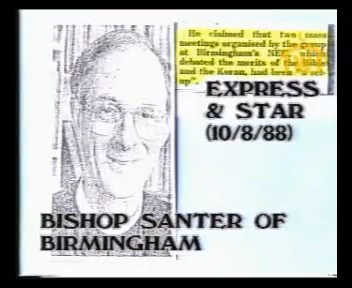 He claimed that two mass
meetings organised by the group
at Birmingham's NEC, which
debated the merits of the Bible
and the Koran, had been "a set-
up".
EXPRESS
& STAR
(10/8/88)
BISHOP SANTER OF
BIRMINGHAM